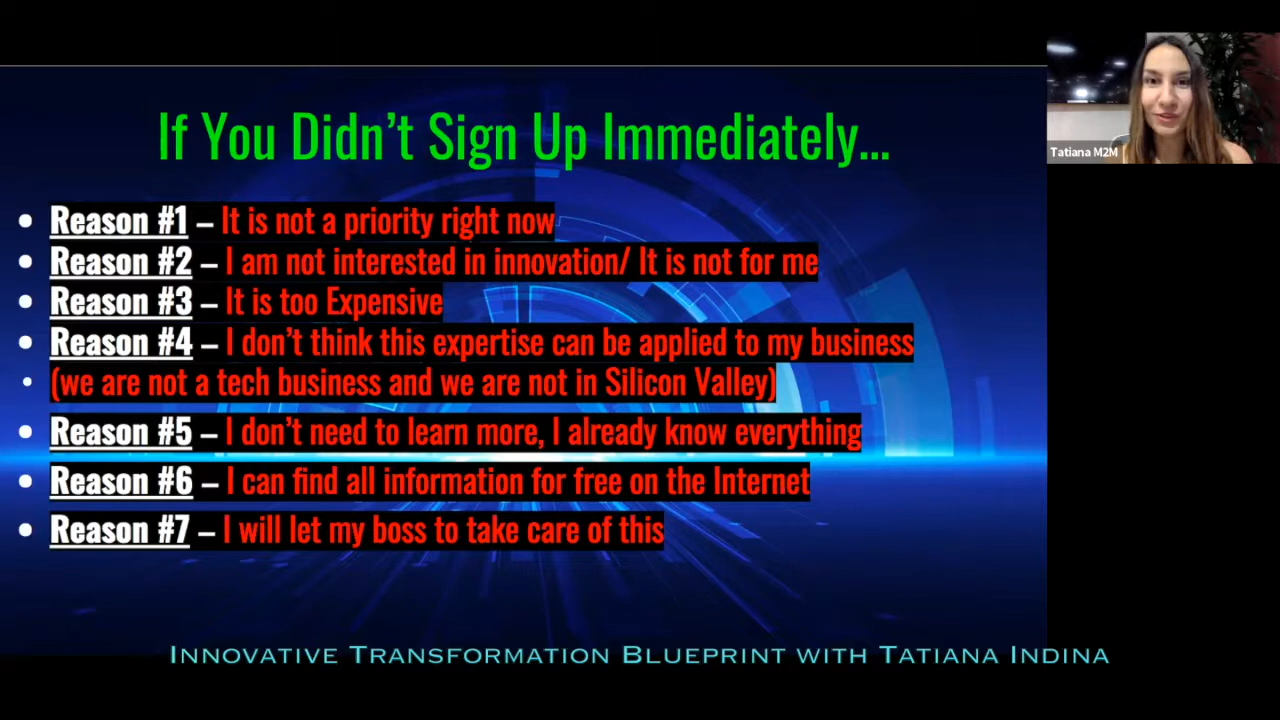 If You Didn't Sign Up Immediately...
Reason #1 – It is not a priority right now
Reason #2 – I am not interested in innovation/ It is not for me
Reason #3 – It is too Expensive
Reason #4 – I don't think this expertise can be applied to my business
(we are not a tech business and we are not in Silicon Valley)
Reason #5 – I don't need to learn more, I already know everything
Reason #6 – I can find all information for free on the Internet
Reason #7 – I will let my boss to take care of this
Innovative Transformation Blueprint with Tatiana Indina
Tatiana M2M